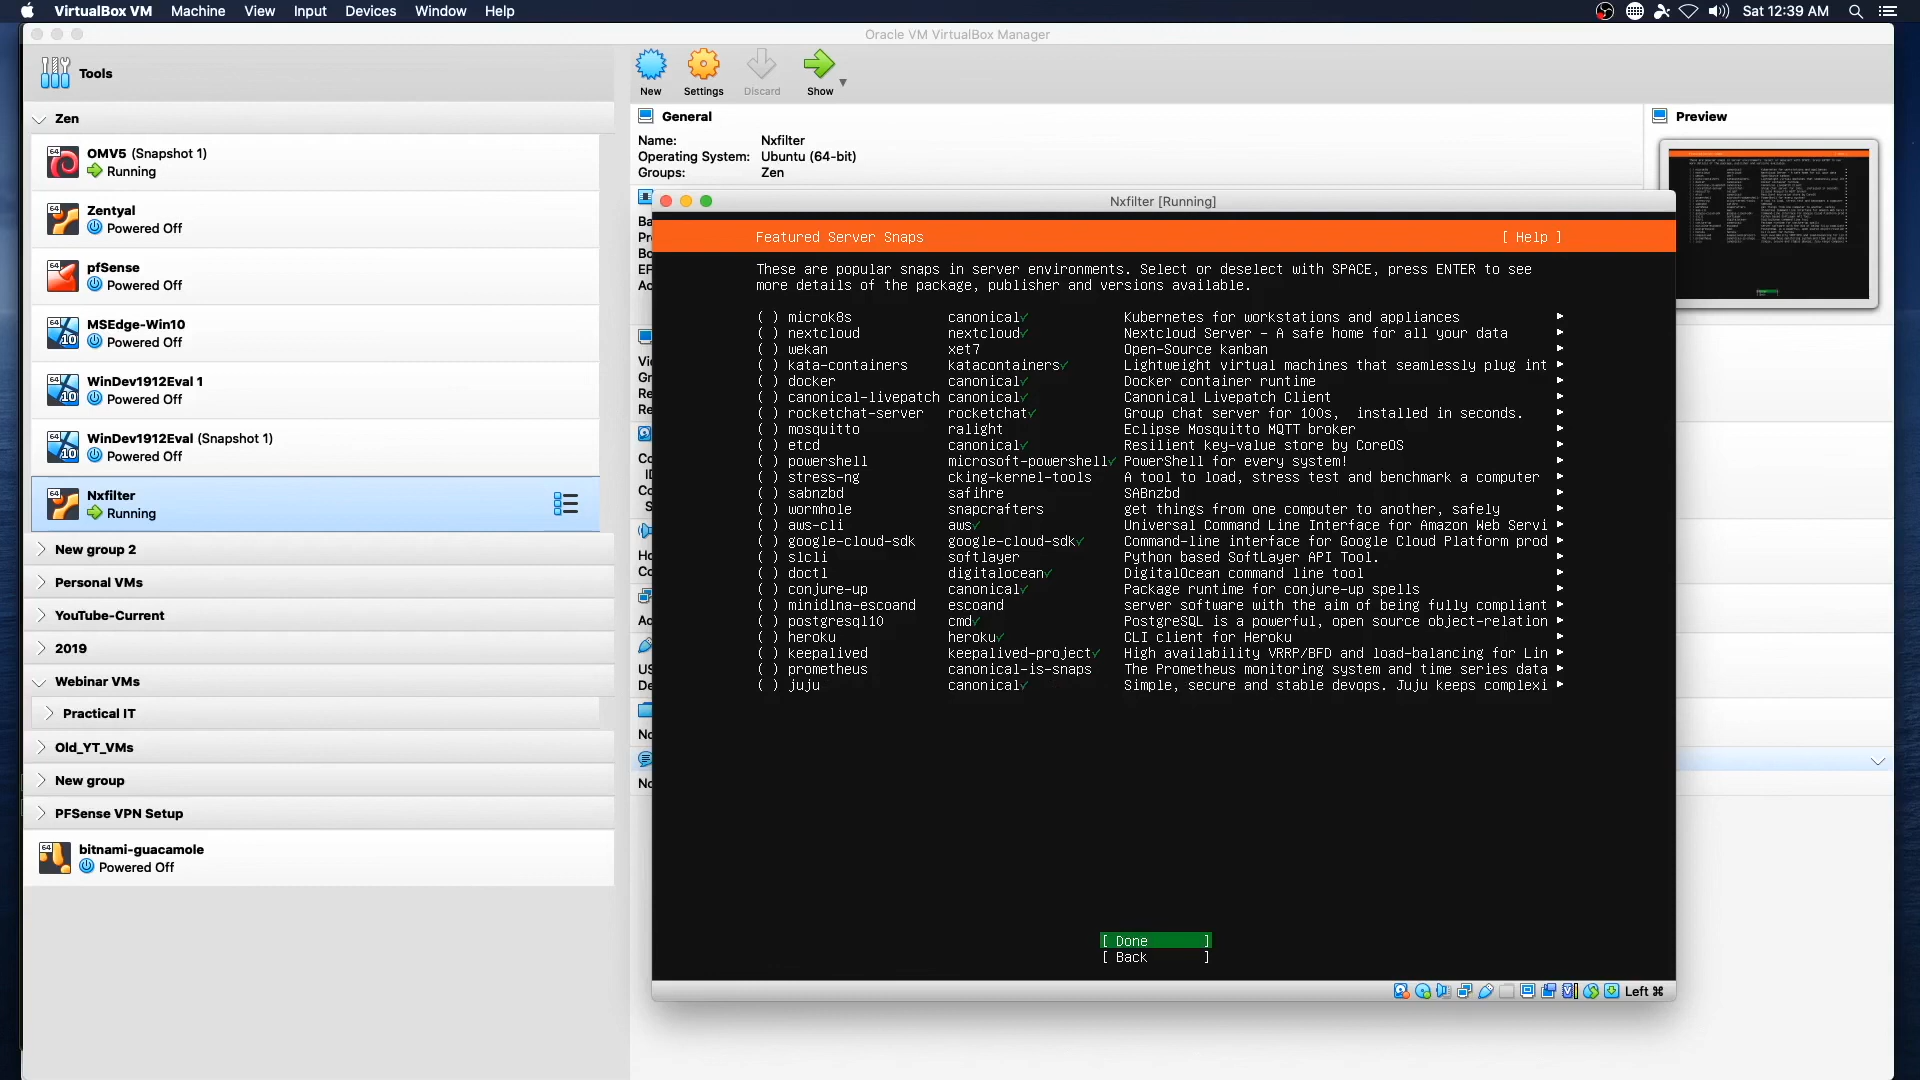 VirtualBox VM Machine View Input Devices Window Help
Sat 12:39 AM
Oracle VM VirtualBox Manager
Tools
New
Settings
Discard
Show
Zen
64
OMV5 (Snapshot 1)
Running
64
Zentyal
Powered Off
64
pfSense
Powered Off
64
10
MSEdge-Win10
Powered Off
64
10
WinDev1912Eval 1
Powered Off
64
10
WinDev1912Eval (Snapshot 1)
Powered Off
64
Nxfilter
Running
New group 2
Personal VMs
YouTube-Current
2019
Webinar VMs
Practical IT
Old_YT_VMs
New group
PFSense VPN Setup
64
bitnami-guacamole
Powered Off
General
Name: Nxfilter
Operating System: Ubuntu (64-bit)
Groups: Zen
Preview
Nxfilter [Running]
Featured Server Snaps [ Help ]
These are popular snaps in server environments. Select or deselect with SPACE, press ENTER to see
more details of the package, publisher and versions available.
( ) microk8s canonical✓ Kubernetes for workstations and appliances ▸
( ) nextcloud nextcloud✓ Nextcloud Server – A safe home for all your data ▸
( ) wekan xet7 Open-Source kanban ▸
( ) kata-containers katacontainers✓ Lightweight virtual machines that seamlessly plug int ▸
( ) docker canonical✓ Docker container runtime ▸
( ) canonical-livepatch canonical✓ Canonical Livepatch Client ▸
( ) rocketchat-server rocketchat✓ Group chat server for 100s, installed in seconds. ▸
( ) mosquitto ralight Eclipse Mosquitto MQTT broker ▸
( ) etcd canonical✓ Resilient key-value store by CoreOS ▸
( ) powershell microsoft-powershell✓ PowerShell for every system! ▸
( ) stress-ng cking-kernel-tools A tool to load, stress test and benchmark a computer ▸
( ) sabnzbd safihre SABnzbd ▸
( ) wormhole snapcrafters get things from one computer to another, safely ▸
( ) aws-cli aws✓ Universal Command Line Interface for Amazon Web Servi ▸
( ) google-cloud-sdk google-cloud-sdk✓ Command-line interface for Google Cloud Platform prod ▸
( ) slcli softlayer Python based SoftLayer API Tool. ▸
( ) doctl digitalocean✓ DigitalOcean command line tool ▸
( ) conjure-up canonical✓ Package runtime for conjure-up spells ▸
( ) minidlna-escoand escoand server software with the aim of being fully compliant ▸
( ) postgresql10 cmd✓ PostgreSQL is a powerful, open source object-relation ▸
( ) heroku heroku✓ CLI client for Heroku ▸
( ) keepalived keepalived-project✓ High availability VRRP/BFD and load-balancing for Lin ▸
( ) prometheus canonical-is-snaps The Prometheus monitoring system and time series data ▸
( ) juju canonical✓ Simple, secure and stable devops. Juju keeps complexi ▸
[ Done ]
[ Back ]
Left ⌘